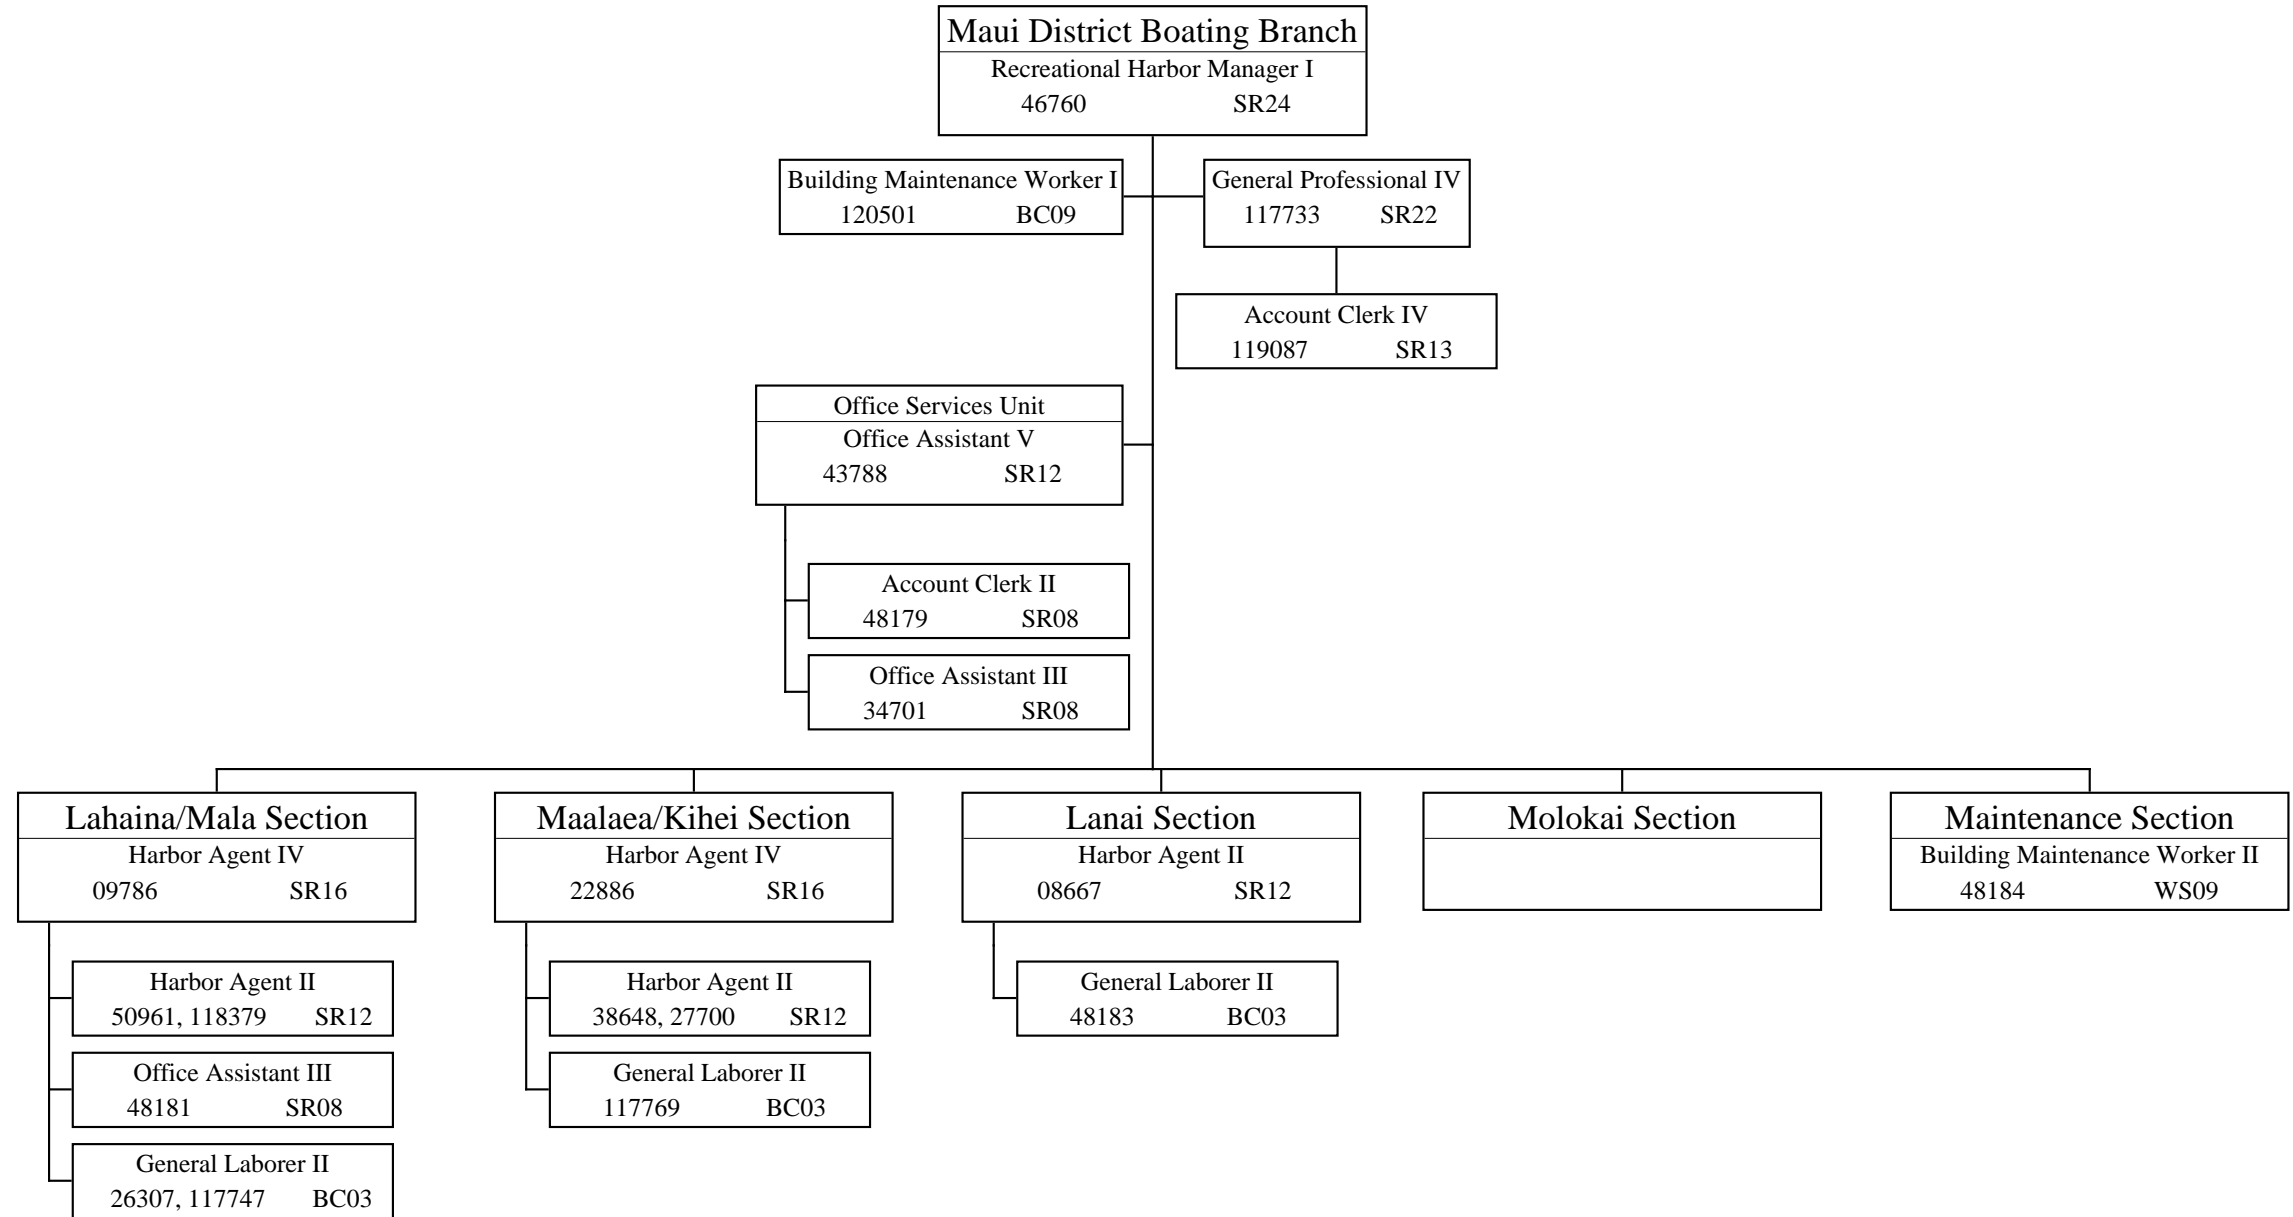 Maui District Boating Branch
Recreational Harbor Manager I
46760 SR24
Building Maintenance Worker I
120501 BC09
General Professional IV
117733 SR22
Account Clerk IV
119087 SR13
Office Services Unit
Office Assistant V
43788 SR12
Account Clerk II
48179 SR08
Office Assistant III
34701 SR08
Lahaina/Mala Section
Harbor Agent IV
09786 SR16
Harbor Agent II
50961, 118379 SR12
Office Assistant III
48181 SR08
General Laborer II
26307, 117747 BC03
Maalaea/Kihei Section
Harbor Agent IV
22886 SR16
Harbor Agent II
38648, 27700 SR12
General Laborer II
117769 BC03
Lanai Section
Harbor Agent II
08667 SR12
General Laborer II
48183 BC03
Molokai Section
Maintenance Section
Building Maintenance Worker II
48184 WS09